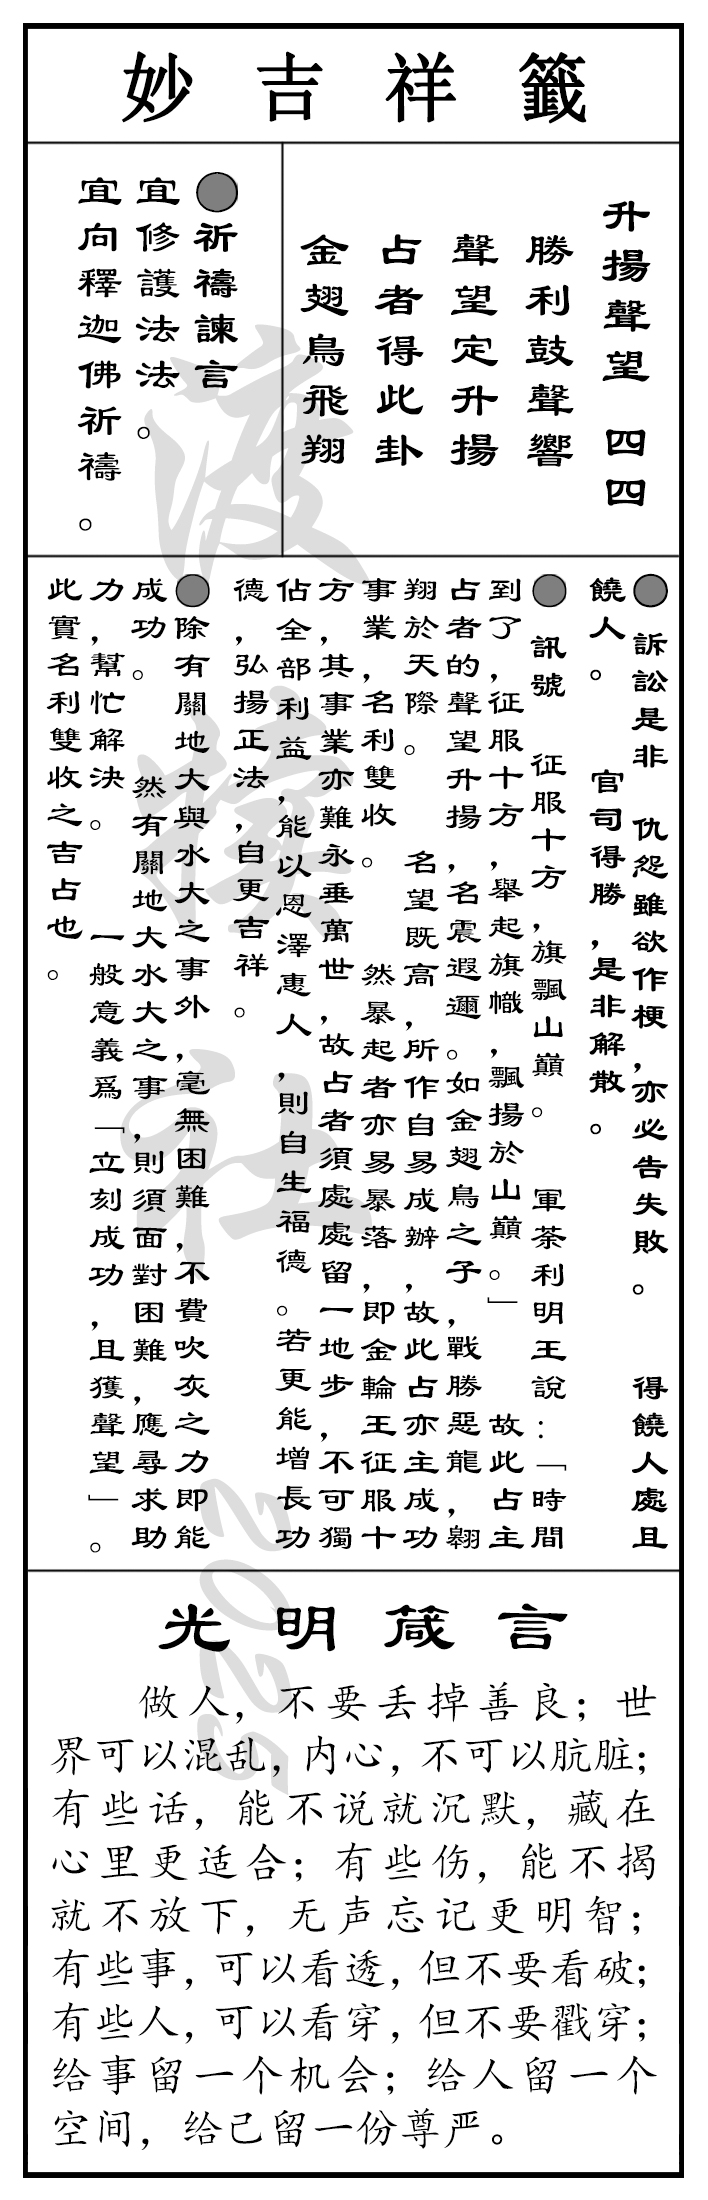 妙吉祥籤
升揚聲望 四四
勝利鼓聲響
聲望定升揚
占者得此卦
金翅鳥飛翔
●祈禱諫言
宜修護法法。
宜向釋迦佛祈禱。
● 訴訟是非 仇怨雖欲作梗，亦必告失敗。 得饒人處且
饒人。 官司得勝，是非解散。
● 訊號 征服十方，旗飄山巔。 軍荼利明王說：「時間
到了，征服十方，舉起旗幟，飄揚於山巔。」 故此占主
占者的聲望升揚，名震遐邇。如金翅鳥之子，戰勝惡龍，翱
翔於天際。 名望既高，所作自易成辦，故此占亦主成功
事業，名利雙收。 然暴起者亦易暴落，即金輪王征服十
方，其事業亦難永垂萬世，故占者須處處留一地步，不可獨
佔全部利益，能以恩澤惠人，則自生福德。若更能增長功
德，弘揚正法，自更吉祥。
●除有關地大與水大之事外，毫無困難，不費吹灰之力即能
成功。 然有關地大水大之事，則須面對困難，應尋求助
力，幫忙解決。 一般意義爲「立刻成功，且獲聲望」。
此實名利雙收之吉占也。
光明箴言
做人，不要丢掉善良；世
界可以混乱，内心，不可以肮脏；
有些话，能不说就沉默，藏在
心里更适合；有些伤，能不揭
就不放下，无声忘记更明智；
有些事，可以看透，但不要看破；
有些人，可以看穿，但不要戳穿；
给事留一个机会；给人留一个
空间，给己留一份尊严。